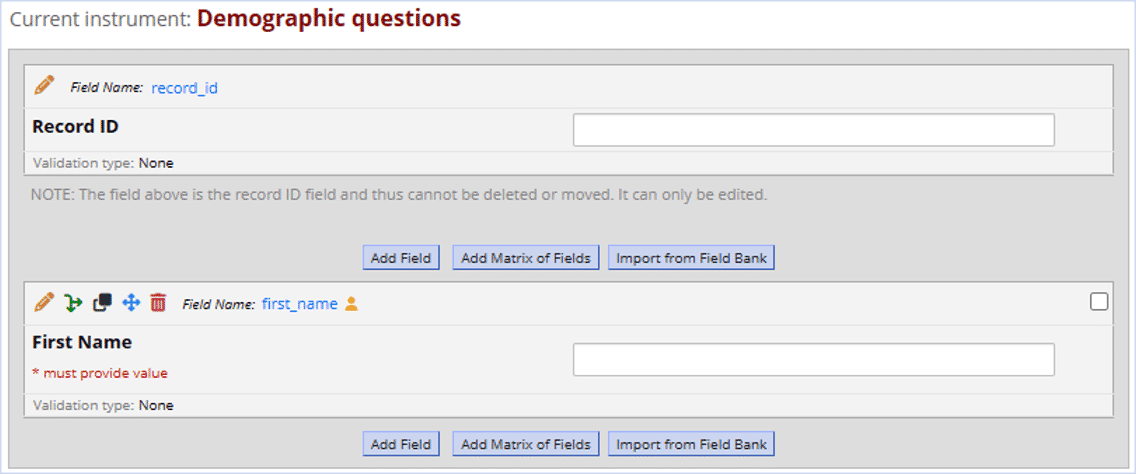 Current instrument: Demographic questions
Field Name: record_id
Record ID
Validation type: None
NOTE: The field above is the record ID field and thus cannot be deleted or moved. It can only be edited.
Add Field Add Matrix of Fields Import from Field Bank
Field Name: first_name
First Name
* must provide value
Validation type: None
Add Field Add Matrix of Fields Import from Field Bank